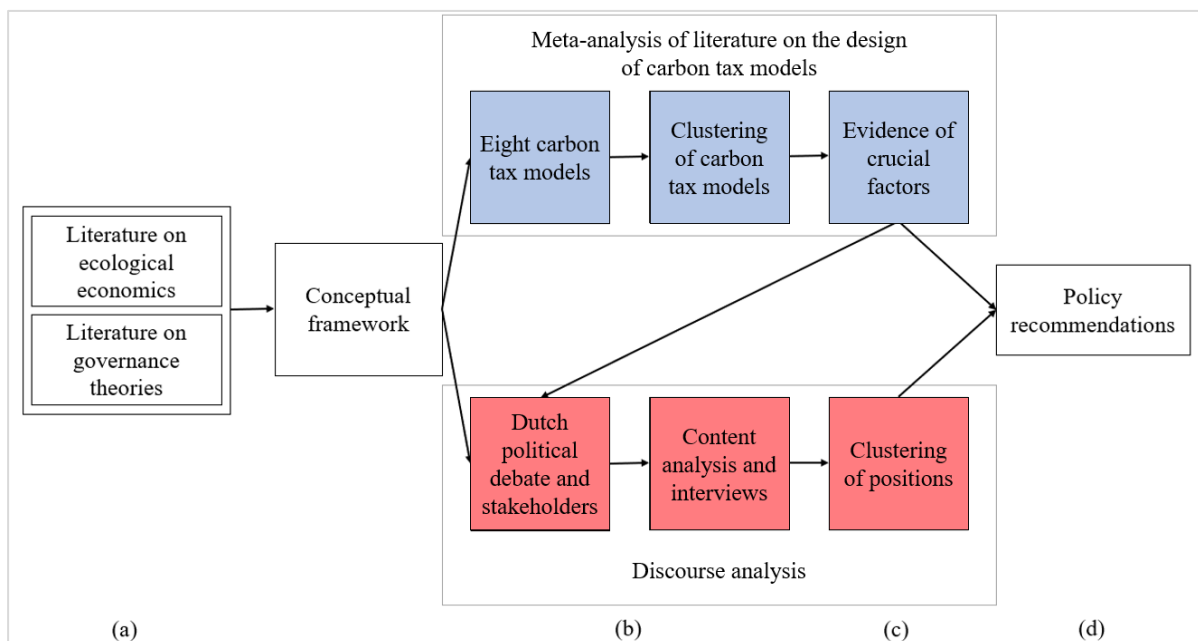 Meta-analysis of literature on the design
of carbon tax models
Eight carbon
tax models
Clustering
of carbon
tax models
Evidence of
crucial
factors
Literature on
ecological
economics
Literature on
governance
theories
Conceptual
framework
Policy
recommendations
Dutch
political
debate and
stakeholders
Content
analysis and
interviews
Clustering
of positions
Discourse analysis
(a)
(b)
(c)
(d)